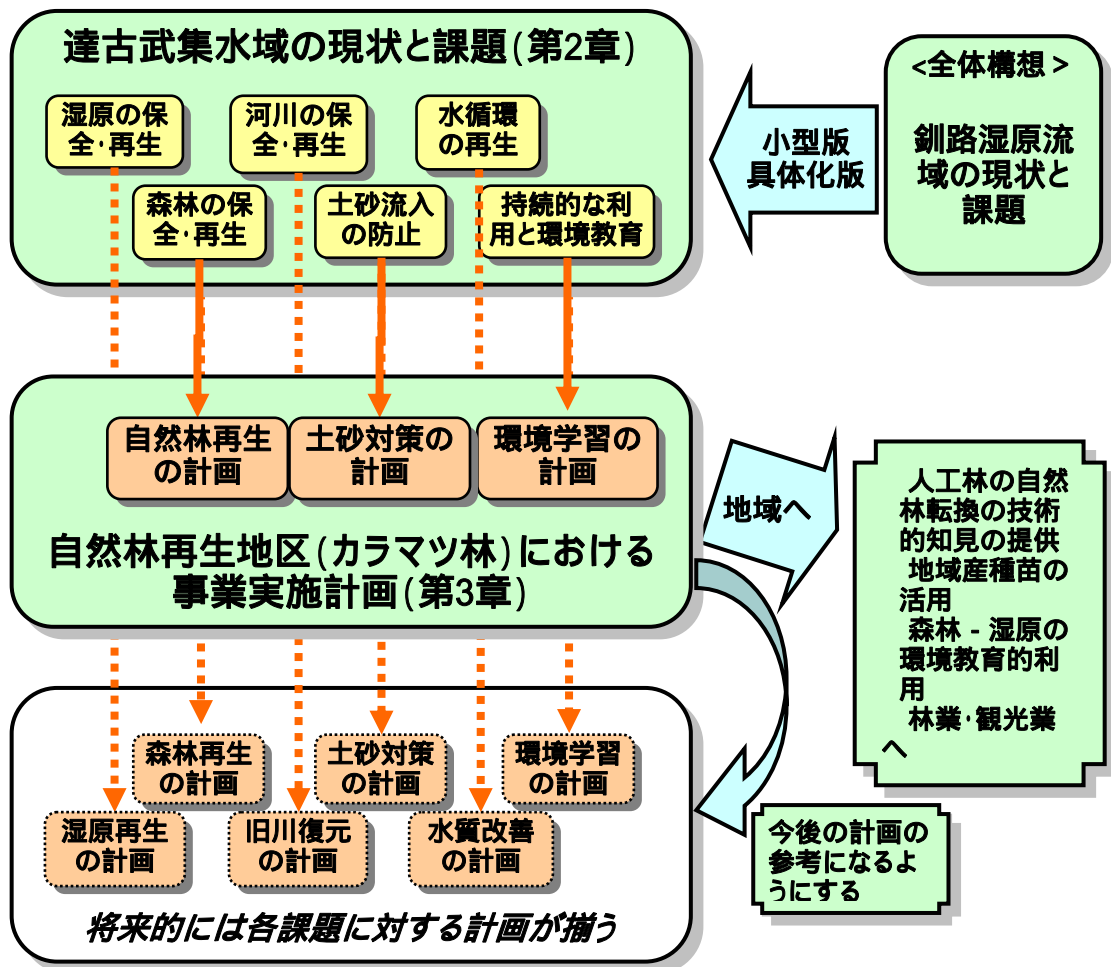 達古武集水域の現状と課題(第2章)
湿原の保
全・再生
河川の保
全・再生
水循環
の再生
森林の保
全・再生
土砂流入
の防止
持続的な利
用と環境教育
小型版
具体化版
<全体構想>
釧路湿原流
域の現状と
課題
自然林再生
の計画
土砂対策の
計画
環境学習の
計画
自然林再生地区(カラマツ林)における
事業実施計画(第3章)
地域へ
人工林の自然
林転換の技術
的知見の提供
地域産種苗の
活用
森林-湿原の
環境教育的利
用
林業・観光業
へ
森林再生
の計画
土砂対策
の計画
環境学習
の計画
湿原再生
の計画
旧川復元
の計画
水質改善
の計画
将来的には各課題に対する計画が揃う
今後の計画の
参考になるよ
うにする